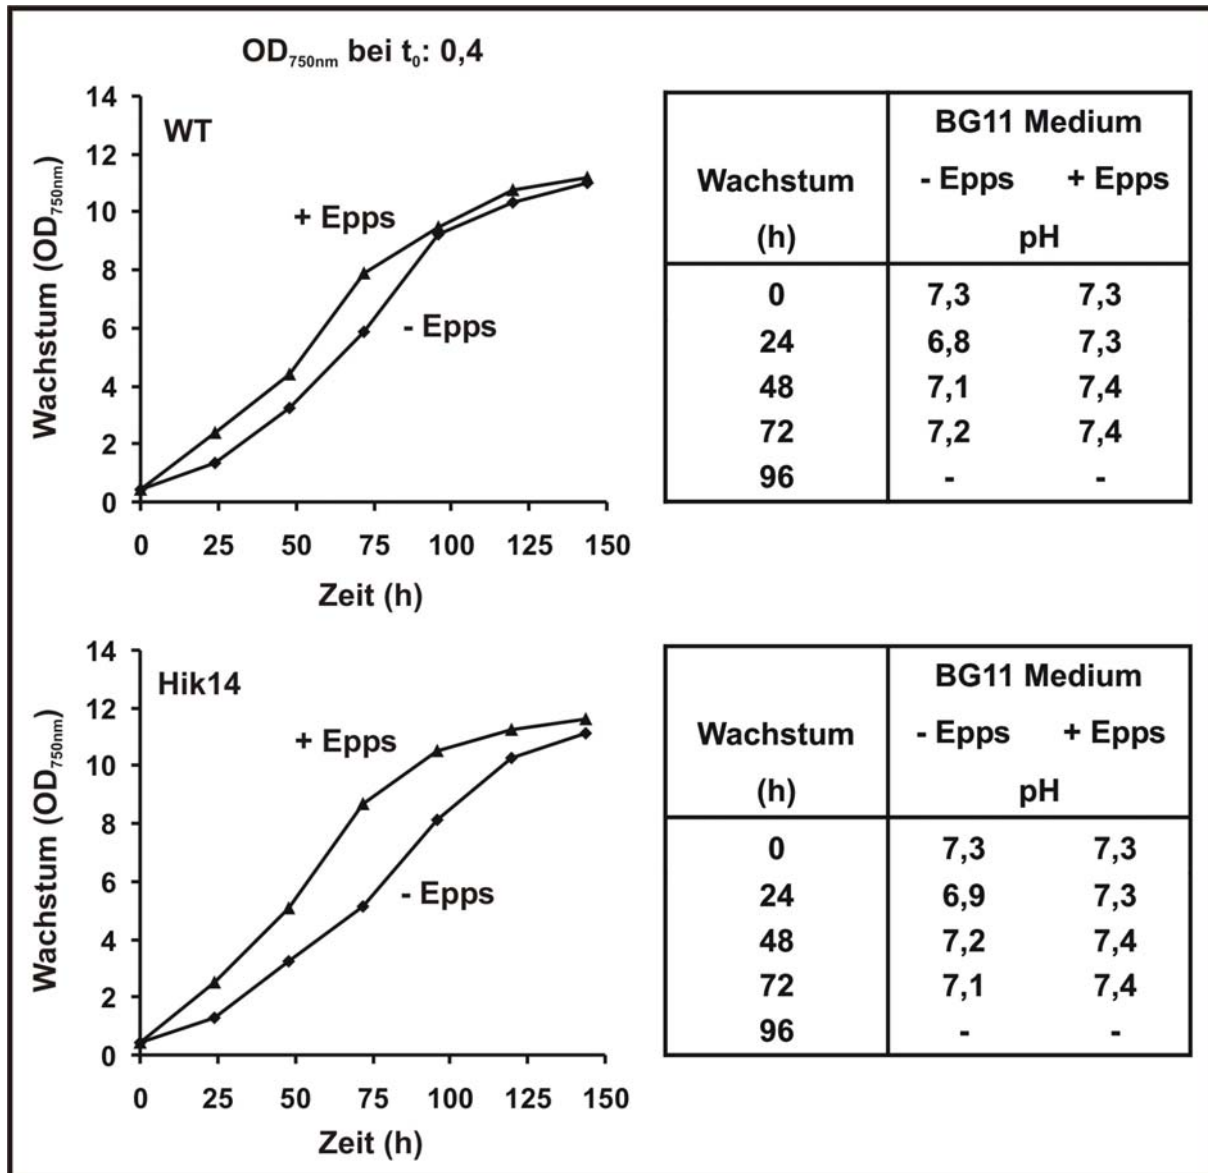 OD750nm bei t0: 0,4
14
12
10
8
6
4
2
0
Wachstum (OD750nm)
WT
+ Epps
- Epps
0 25 50 75 100 125 150
Zeit (h)
BG11 Medium
Wachstum - Epps + Epps
(h) pH
0 7,3 7,3
24 6,8 7,3
48 7,1 7,4
72 7,2 7,4
96 - -
14
12
10
8
6
4
2
0
Wachstum (OD750nm)
Hik14
+ Epps
- Epps
0 25 50 75 100 125 150
Zeit (h)
BG11 Medium
Wachstum - Epps + Epps
(h) pH
0 7,3 7,3
24 6,9 7,3
48 7,2 7,4
72 7,1 7,4
96 - -